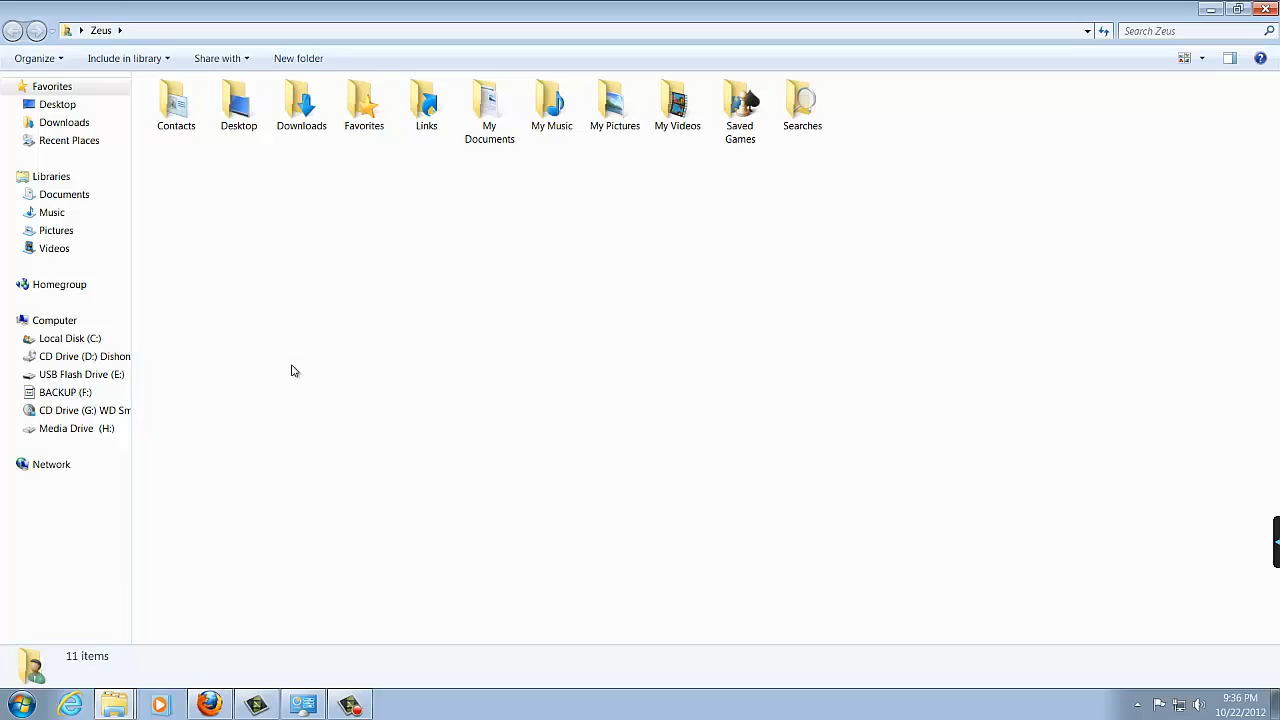 Zeus
Search Zeus
Organize
Include in library
Share with
New folder
Favorites
Desktop
Downloads
Recent Places
Libraries
Documents
Music
Pictures
Videos
Homegroup
Computer
Local Disk (C:)
CD Drive (D:) Dishon
USB Flash Drive (E:)
BACKUP (F:)
CD Drive (G:) WD Sm
Media Drive (H:)
Network
Contacts
Desktop
Downloads
Favorites
Links
My
Documents
My Music
My Pictures
My Videos
Saved
Games
Searches
11 items
9:36 PM
10/22/2012